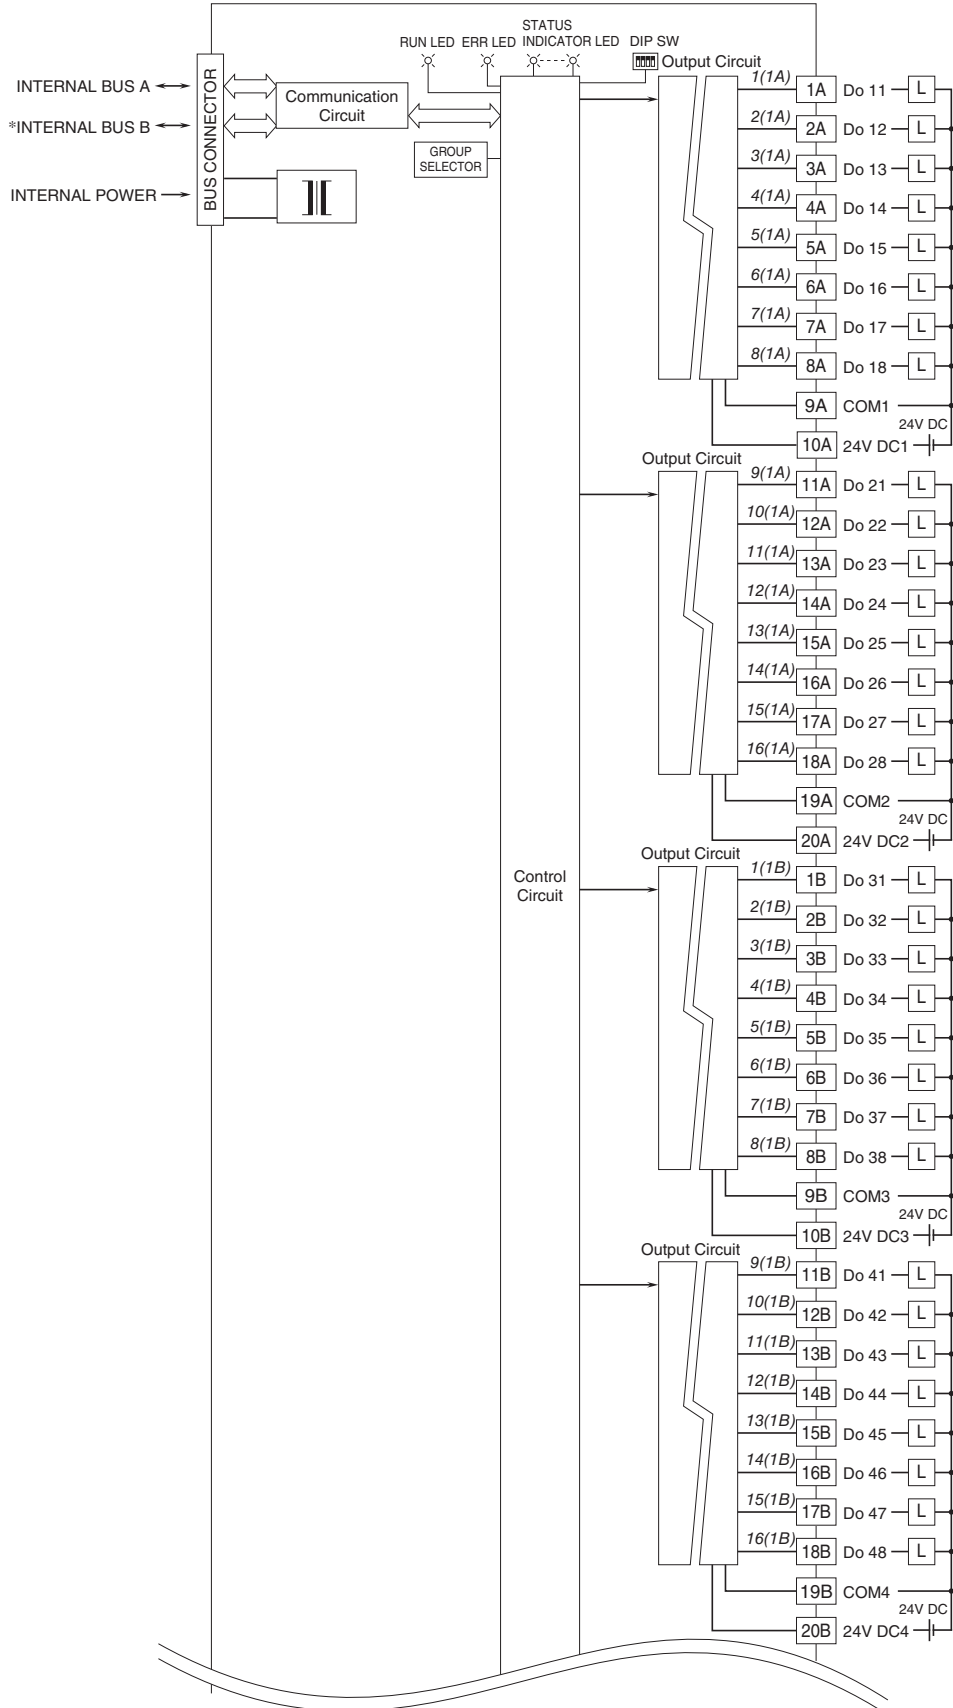 STATUS
RUN LED ERR LED INDICATOR LED DIP SW
Output Circuit
INTERNAL BUS A
*INTERNAL BUS B
INTERNAL POWER
BUS CONNECTOR
Communication
Circuit
GROUP
SELECTOR
Control
Circuit
1(1A) 1A Do 11 L
2(1A) 2A Do 12 L
3(1A) 3A Do 13 L
4(1A) 4A Do 14 L
5(1A) 5A Do 15 L
6(1A) 6A Do 16 L
7(1A) 7A Do 17 L
8(1A) 8A Do 18 L
9A COM1
24V DC
10A 24V DC1
Output Circuit
9(1A) 11A Do 21 L
10(1A) 12A Do 22 L
11(1A) 13A Do 23 L
12(1A) 14A Do 24 L
13(1A) 15A Do 25 L
14(1A) 16A Do 26 L
15(1A) 17A Do 27 L
16(1A) 18A Do 28 L
19A COM2
24V DC
20A 24V DC2
Output Circuit
1(1B) 1B Do 31 L
2(1B) 2B Do 32 L
3(1B) 3B Do 33 L
4(1B) 4B Do 34 L
5(1B) 5B Do 35 L
6(1B) 6B Do 36 L
7(1B) 7B Do 37 L
8(1B) 8B Do 38 L
9B COM3
24V DC
10B 24V DC3
Output Circuit
9(1B) 11B Do 41 L
10(1B) 12B Do 42 L
11(1B) 13B Do 43 L
12(1B) 14B Do 44 L
13(1B) 15B Do 45 L
14(1B) 16B Do 46 L
15(1B) 17B Do 47 L
16(1B) 18B Do 48 L
19B COM4
24V DC
20B 24V DC4